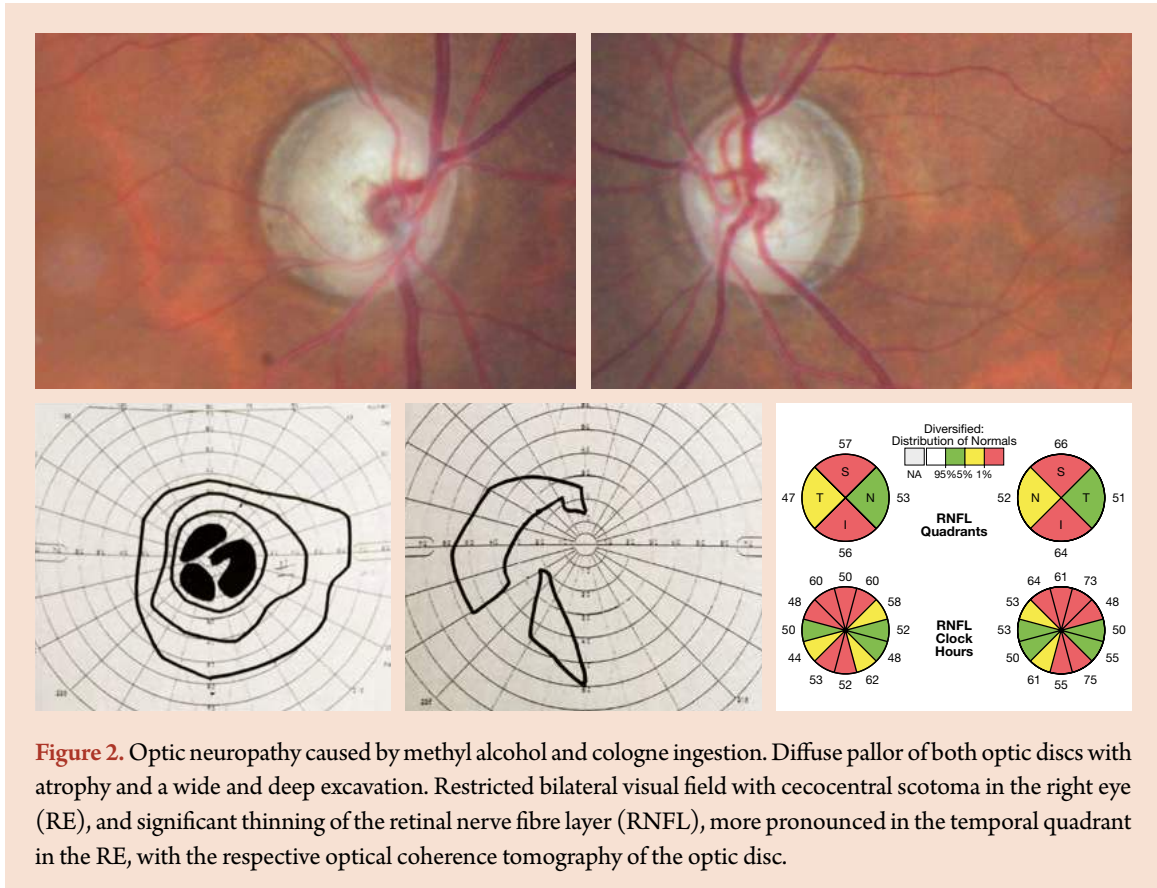 Diversified:
Distribution of Normals
NA 95% 5% 1%
57
S
47 T N 53
I
56
RNFL
Quadrants
66
S
52 N T 51
I
64
60 50 60
48 58
50 52
44 48
53 52 62
RNFL
Clock
Hours
64 61 73
53 48
53 50
50 55
61 55 75
Figure 2. Optic neuropathy caused by methyl alcohol and cologne ingestion. Diffuse pallor of both optic discs with
atrophy and a wide and deep excavation. Restricted bilateral visual field with cecocentral scotoma in the right eye
(RE), and significant thinning of the retinal nerve fibre layer (RNFL), more pronounced in the temporal quadrant
in the RE, with the respective optical coherence tomography of the optic disc.